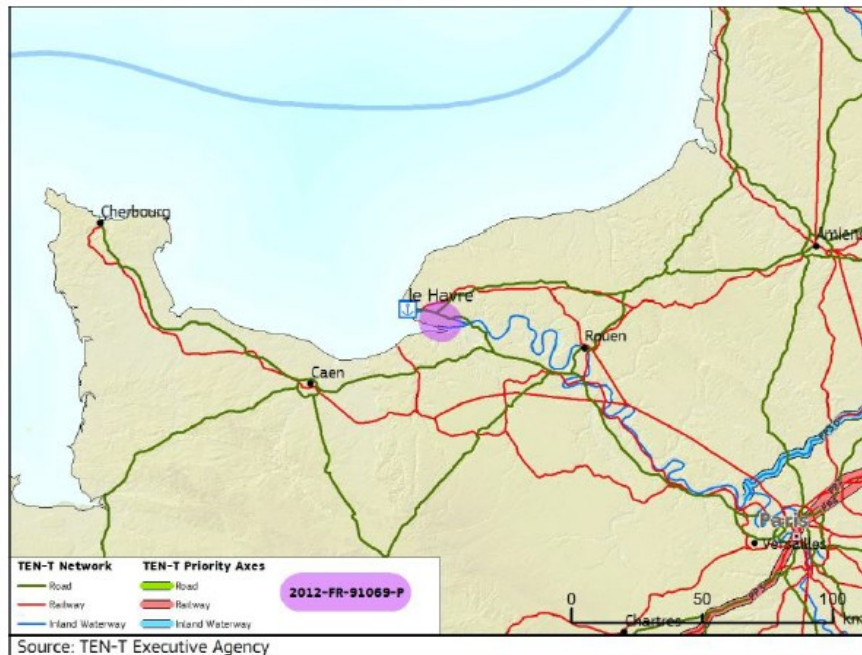 Cherbourg
Amiens
le Havre
Rouen
Caen
Paris
Versailles
TEN-T Network
TEN-T Priority Axes
Road
Road
2012-FR-91069-P
Railway
Railway
Inland Waterway
Inland Waterway
0
50
100
km
Chartres
Source: TEN-T Executive Agency